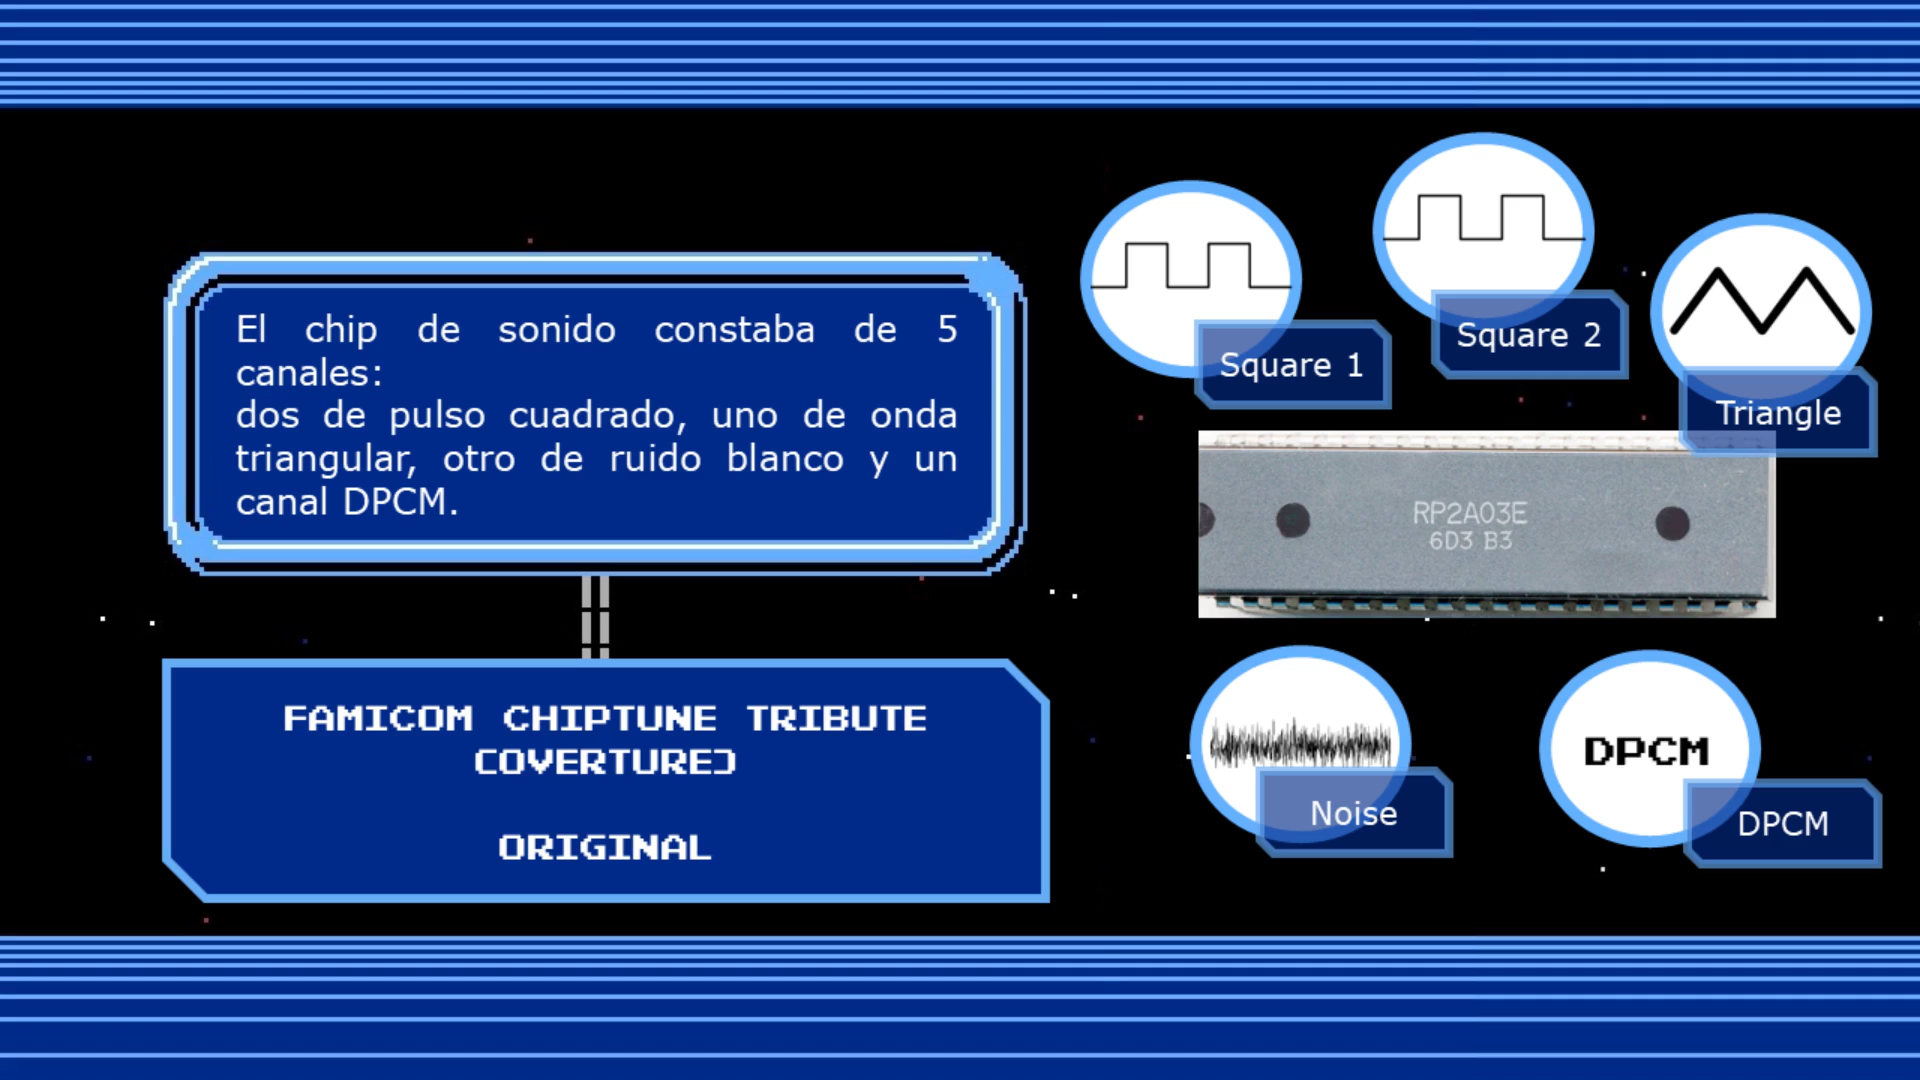 El chip de sonido constaba de 5
canales:
dos de pulso cuadrado, uno de onda
triangular, otro de ruido blanco y un
canal DPCM.
FAMICOM CHIPTUNE TRIBUTE
[OVERTURE]
ORIGINAL
Square 1
Square 2
Triangle
RP2A03E
6D3 B3
Noise
DPCM
DPCM